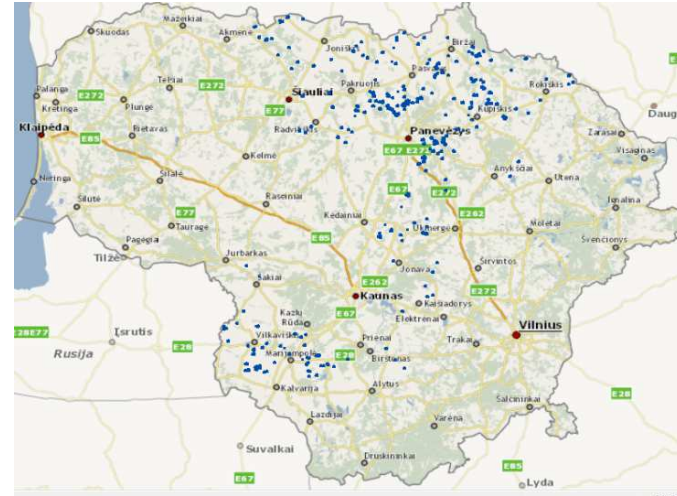 Mažeikiai
Skuodas
Akmenė
Joniškis
Biržai
Palanga
E272
Telšiai
E272
Šiauliai
Pakruojis
Pasvalys
Rokiškis
Kretinga
Plungė
E77
Kupiškis
Daug
Klaipėda
E85
Rietavas
Radviliškis
Panevėžys
Zarasai
E67
E272
Kelmė
Visaginas
Neringa
Šilalė
E67
Anykščiai
Utena
E272
Šilutė
Raseiniai
Ignalina
E77
Kėdainiai
E262
Tauragė
Ukmergė
Molėtai
Pagėgiai
E85
Švenčionys
Tilžė
Jurbarkas
Jonava
Širvintos
Šakiai
E262
E272
Kaunas
Kaišiadorys
Kazlų
Rūda
E67
Elektrėnai
Vilnius
E28E77
Įsrutis
Vilkaviškis
Prienai
Trakai
Rusija
E28
Marijampolė
E28
Birštonas
Kalvarija
Alytus
E28
Šalčininkai
Lazdijai
Varėna
Suvalkai
Druskininkai
E67
E85
Lyda